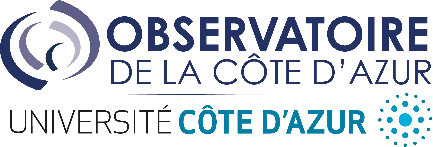 OBSERVATOIRE
DE LA CÔTE D'AZUR
UNIVERSITÉ CÔTE D'AZUR